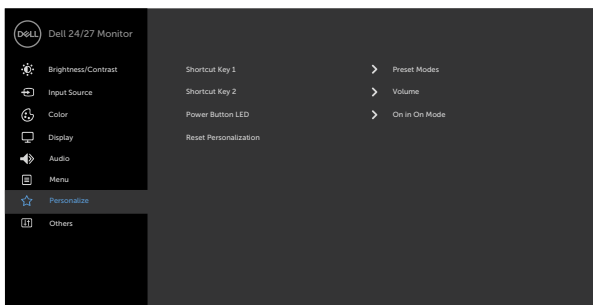 DELL Dell 24/27 Monitor
Brightness/Contrast Shortcut Key 1 Preset Modes
Input Source Shortcut Key 2 Volume
Color Power Button LED On in On Mode
Display Reset Personalization
Audio
Menu
Personalize
Others